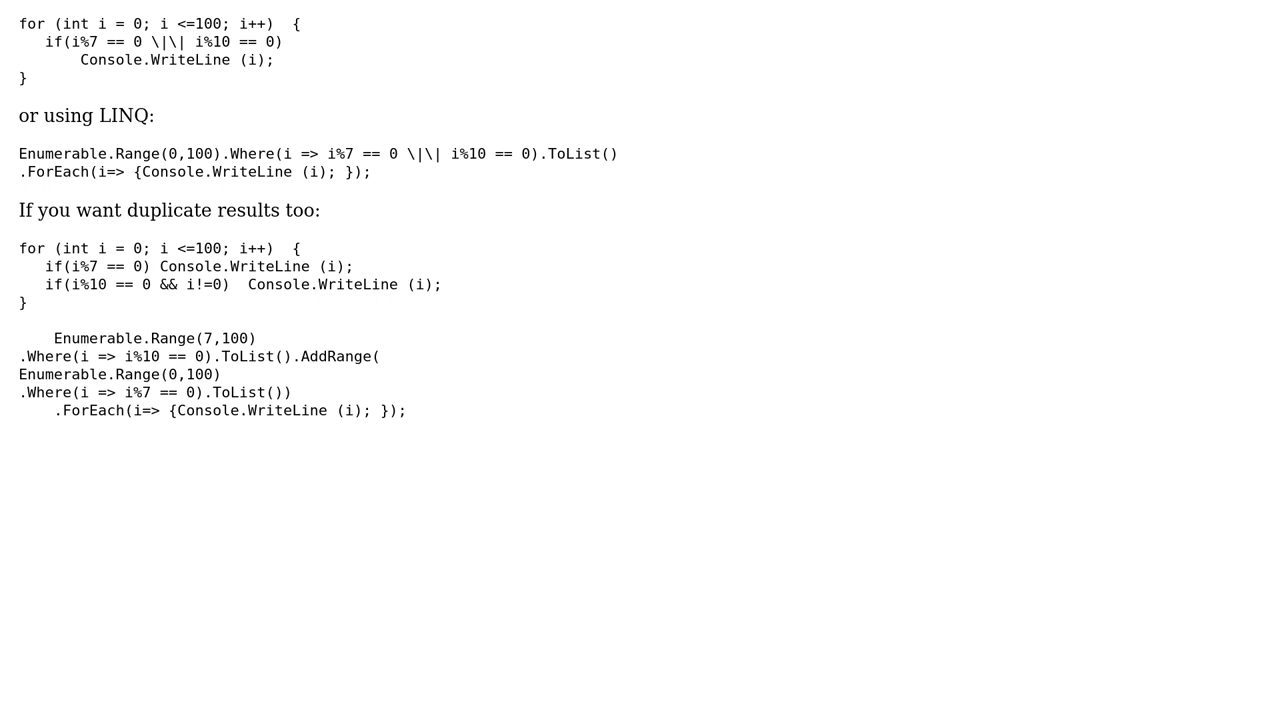 for (int i = 0; i <=100; i++)  {
   if(i%7 == 0 \|\| i%10 == 0)
       Console.WriteLine (i);
}
or using LINQ:
Enumerable.Range(0,100).Where(i => i%7 == 0 \|\| i%10 == 0).ToList()
.ForEach(i=> {Console.WriteLine (i); });
If you want duplicate results too:
for (int i = 0; i <=100; i++)  {
   if(i%7 == 0) Console.WriteLine (i);
   if(i%10 == 0 && i!=0)  Console.WriteLine (i);
}
    Enumerable.Range(7,100)
.Where(i => i%10 == 0).ToList().AddRange(
Enumerable.Range(0,100)
.Where(i => i%7 == 0).ToList())
    .ForEach(i=> {Console.WriteLine (i); });